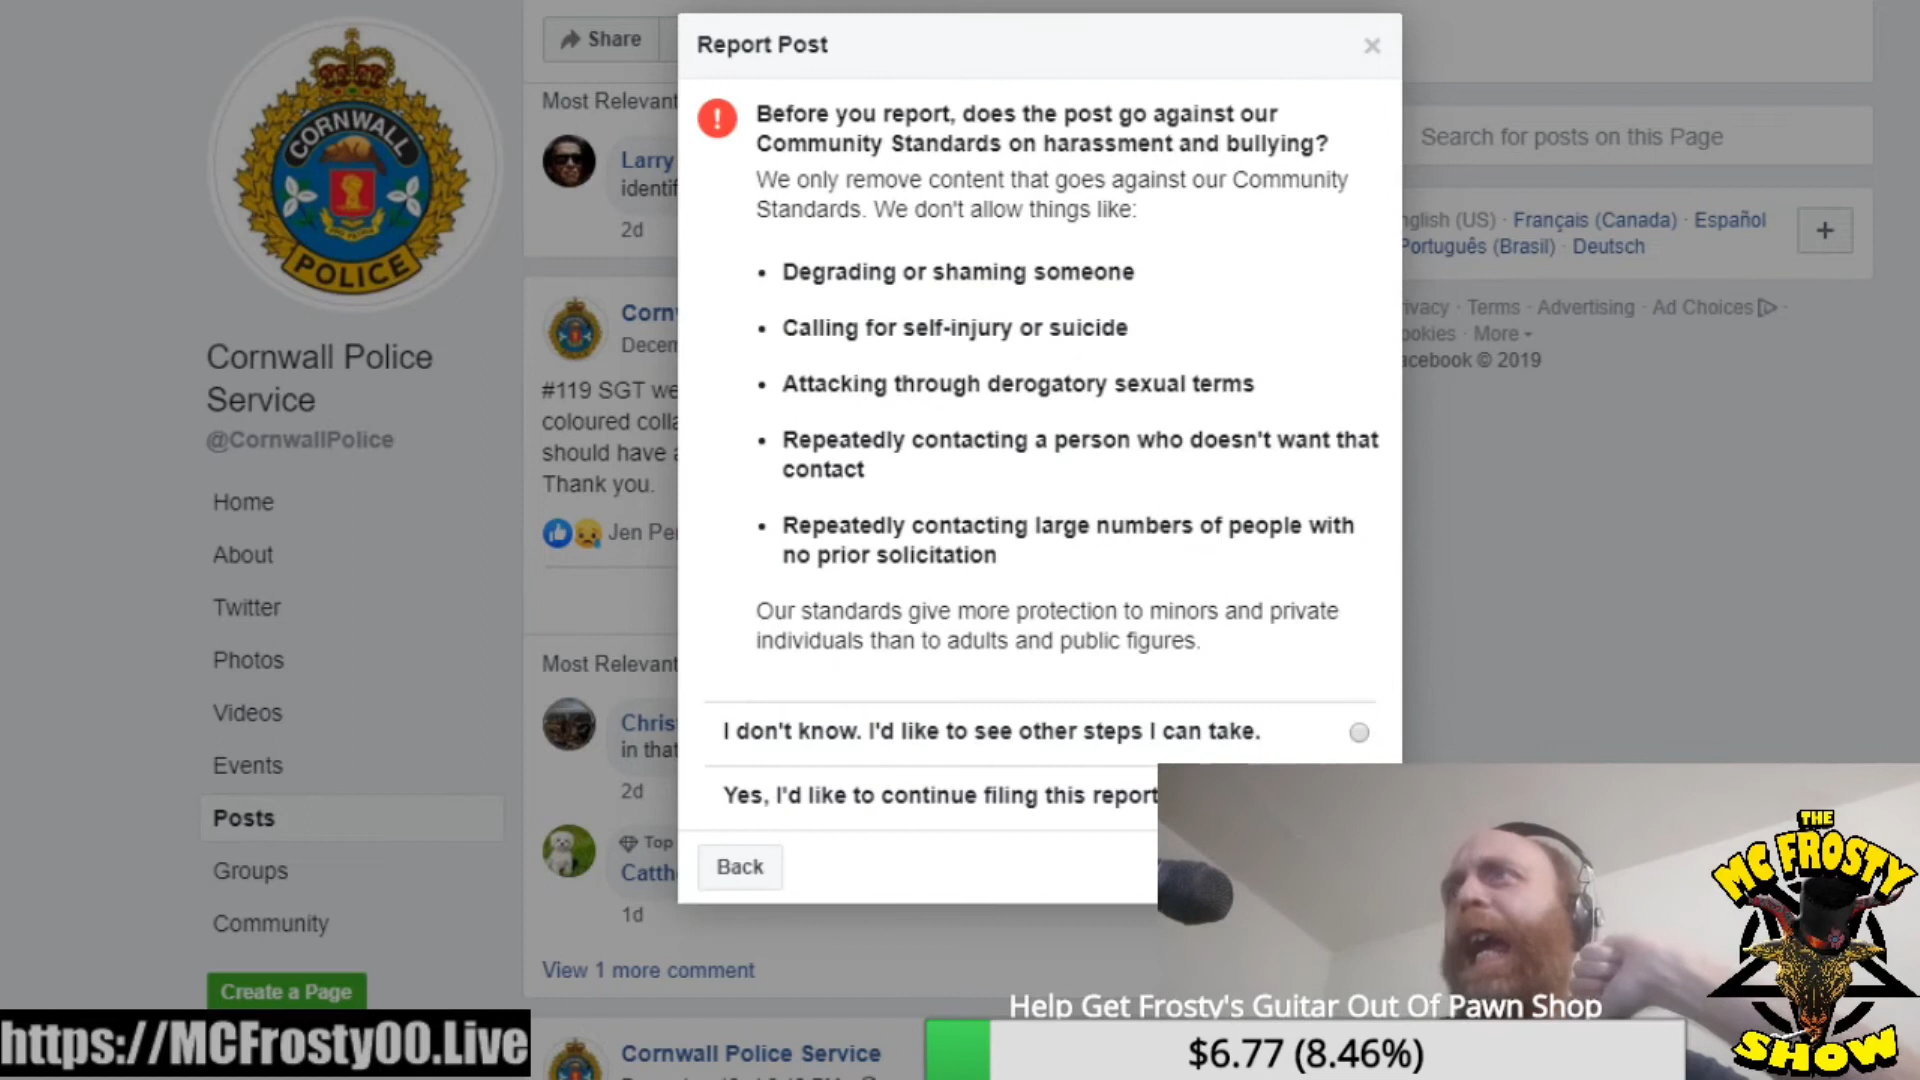 CORNWALL
POLICE
Cornwall Police
Service
@CornwallPolice
Home
About
Twitter
Photos
Videos
Events
Posts
Groups
Community
Create a Page
Share
Most Relevant
Larry
2d
#119 SGT
coloured
should have
Thank you.
Most Relevant
Chris
in that
2d
Top
1d
View 1 more comment
Cornwall Police Service
Report Post
Before you report, does the post go against our
Community Standards on harassment and bullying?
We only remove content that goes against our Community
Standards. We don't allow things like:
• Degrading or shaming someone
• Calling for self-injury or suicide
• Attacking through derogatory sexual terms
• Repeatedly contacting a person who doesn't want that
contact
• Repeatedly contacting large numbers of people with
no prior solicitation
Our standards give more protection to minors and private
individuals than to adults and public figures.
I don't know. I'd like to see other steps I can take.
Yes, I'd like to continue filing this report
Back
Search for posts on this Page
(US) · Français (Canada) · Español
Português (Brasil) · Deutsch
· Terms · Advertising · Ad Choices
· More
© 2019
THE
MC FROSTY
SHOW
Help Get Frosty's Guitar Out Of Pawn Shop
$6.77 (8.46%)
https://MCFrosty00.Live